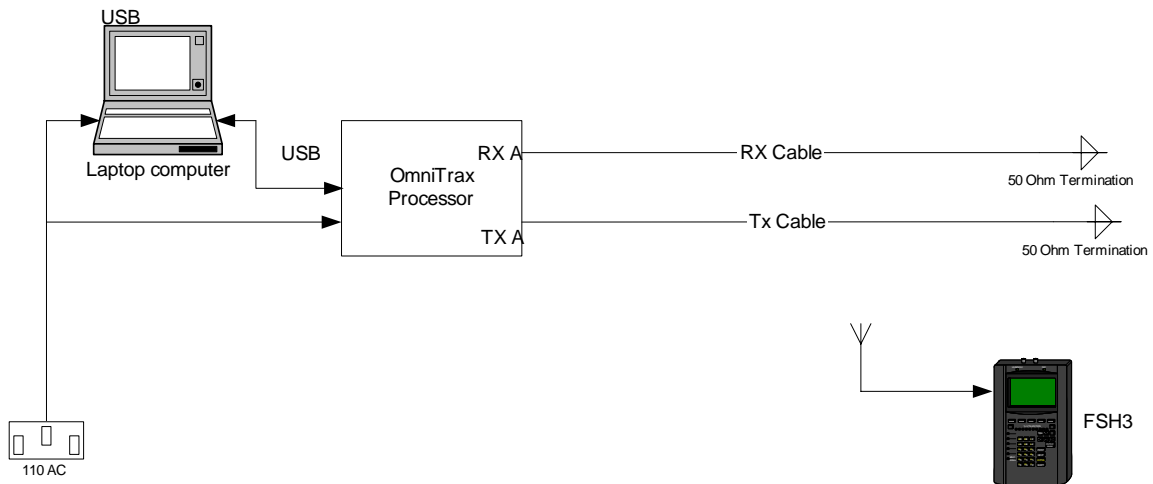 USB
Laptop computer
USB
OmniTrax
Processor
RX A
TX A
RX Cable
50 Ohm Termination
Tx Cable
50 Ohm Termination
FSH3
110 AC